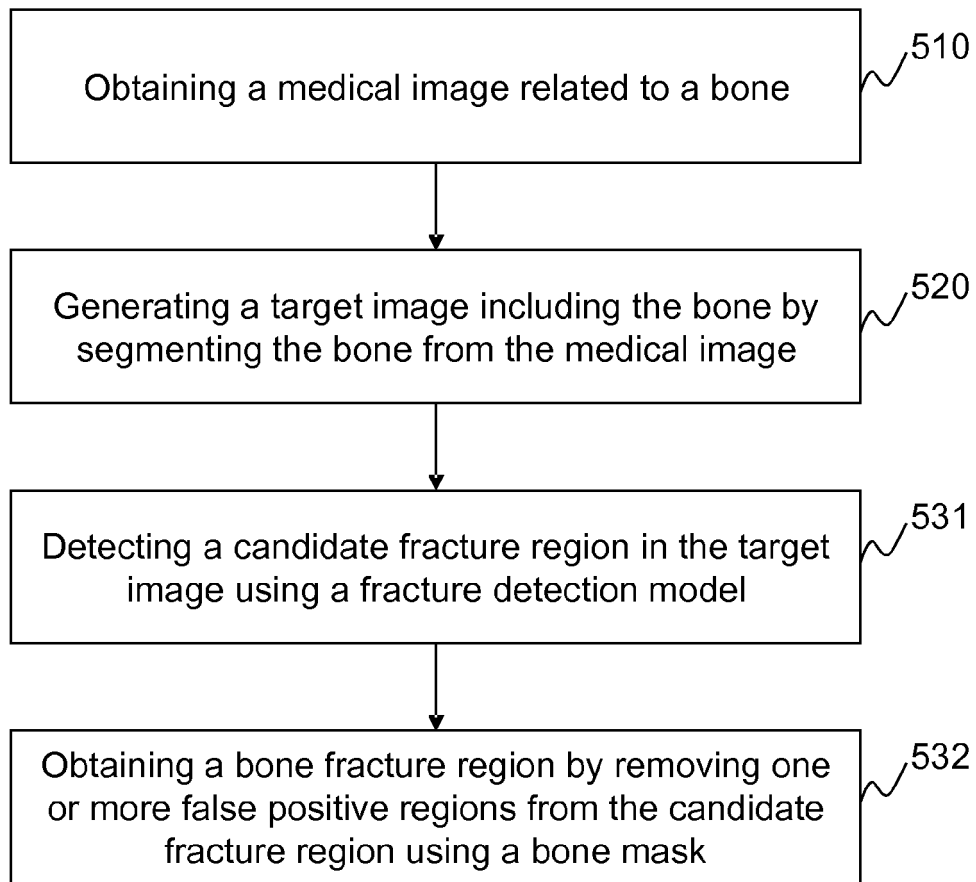 510
Obtaining a medical image related to a bone
520
Generating a target image including the bone by
segmenting the bone from the medical image
531
Detecting a candidate fracture region in the target
image using a fracture detection model
532
Obtaining a bone fracture region by removing one
or more false positive regions from the candidate
fracture region using a bone mask